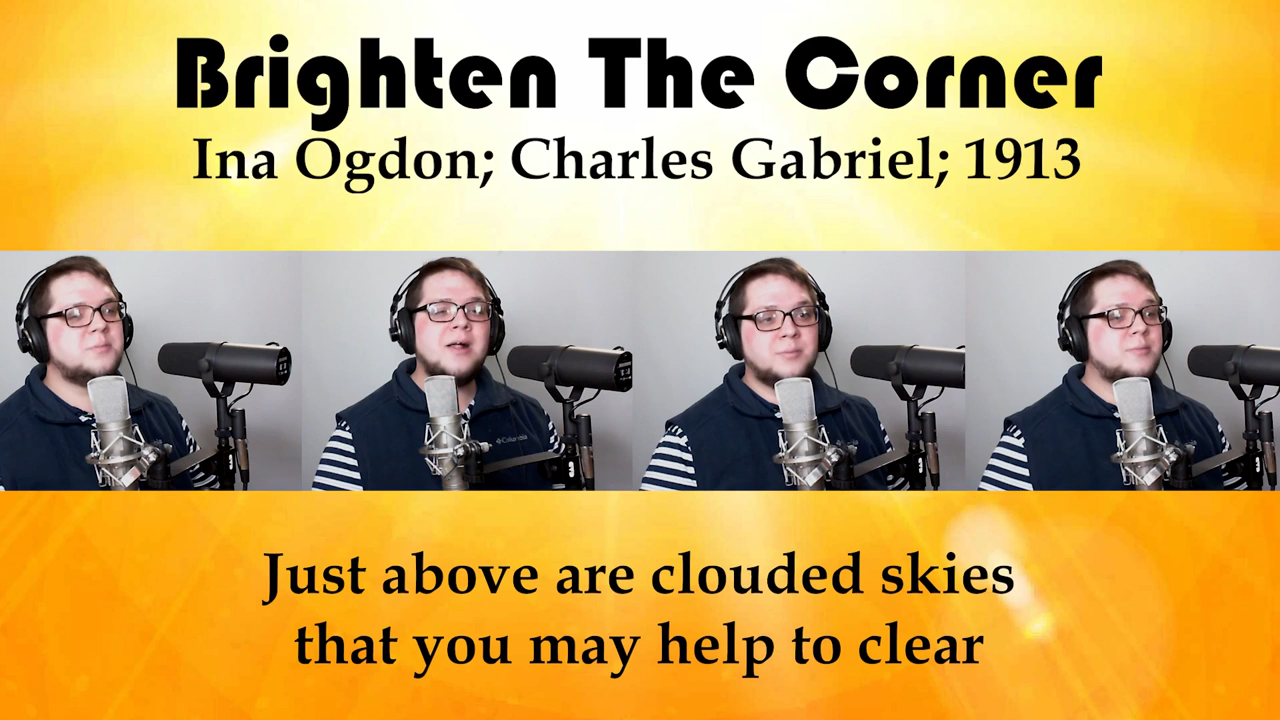 Brighten The Corner
Ina Ogdon; Charles Gabriel; 1913
Columbia
Just above are clouded skies
that you may help to clear